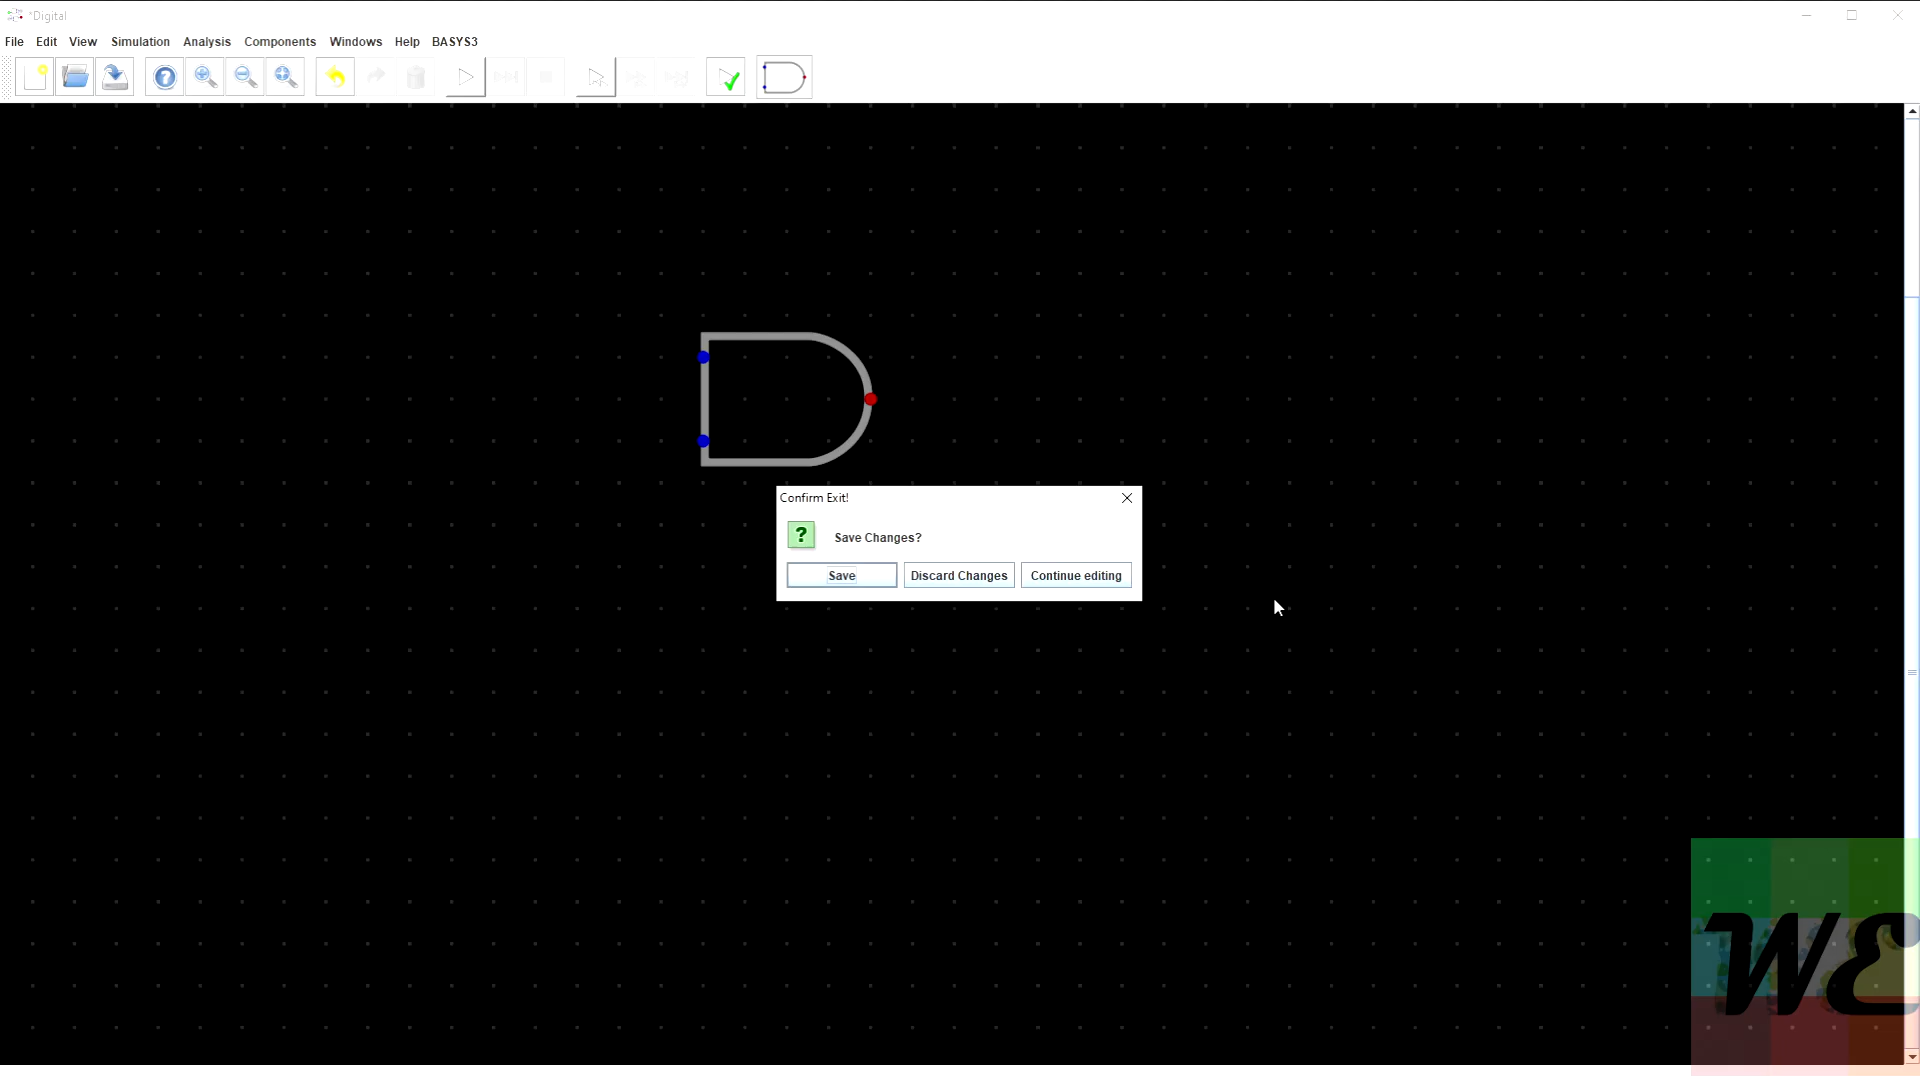 *Digital
File Edit View Simulation Analysis Components Windows Help BASYS3
Confirm Exit!
?
Save Changes?
Save Discard Changes Continue editing
WE